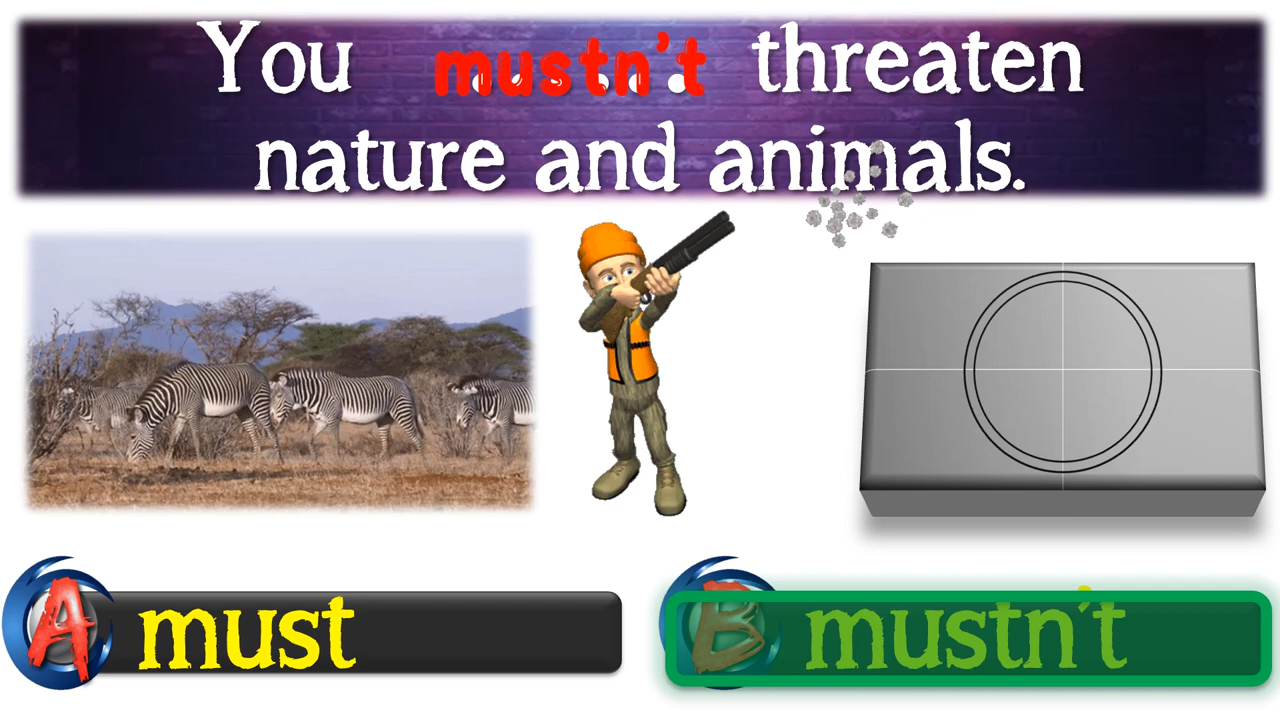 You mustn't threaten
nature and animals.
A must
B mustn't